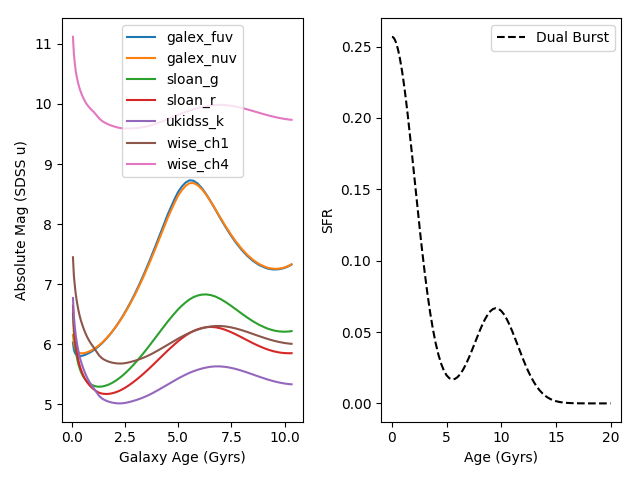 galex_fuv
galex_nuv
sloan_g
sloan_r
ukidss_k
wise_ch1
wise_ch4
Absolute Mag (SDSS u)
11
10
9
8
7
6
5
0.0
2.5
5.0
7.5
10.0
Galaxy Age (Gyrs)
Dual Burst
SFR
0.25
0.20
0.15
0.10
0.05
0.00
0
5
10
15
20
Age (Gyrs)